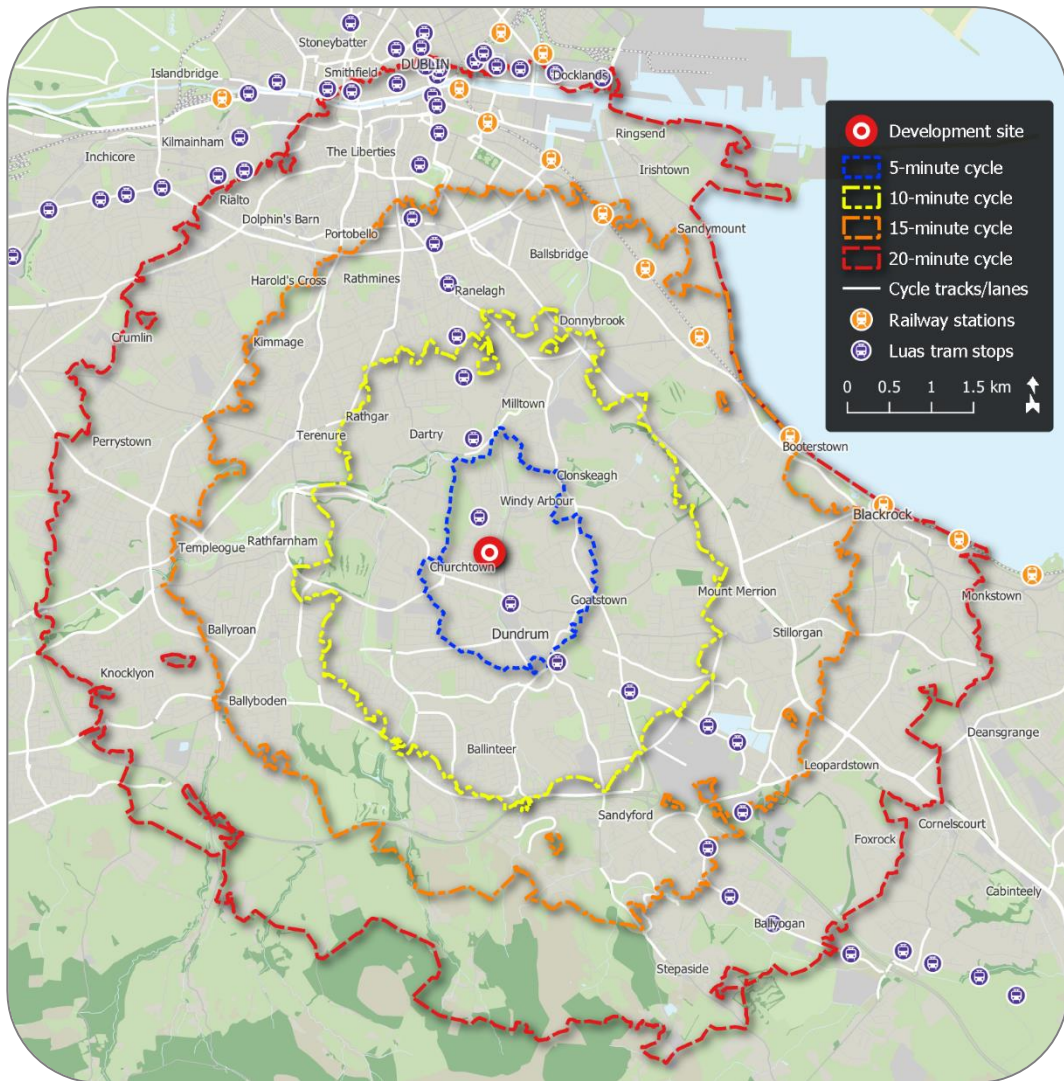 Stoneybatter
Islandbridge
Smithfield
DUBLIN
Docklands
Kilmainham
Ringsend
Inchicore
The Liberties
Irishtown
Rialto
Dolphin's Barn
Portobello
Sandymount
Ballsbridge
Harold's Cross
Rathmines
Ranelagh
Donnybrook
Crumlin
Kimmage
Milltown
Rathgar
Perrystown
Terenure
Dartry
Booterstown
Clonskeagh
Windy Arbour
Blackrock
Templeogue
Rathfarnham
Churchtown
Mount Merrion
Monkstown
Goatstown
Ballyroan
Dundrum
Stillorgan
Knocklyon
Ballyboden
Deansgrange
Ballinteer
Leopardstown
Sandyford
Cornelscourt
Foxrock
Cabinteely
Ballyogan
Stepaside
Development site
5-minute cycle
10-minute cycle
15-minute cycle
20-minute cycle
Cycle tracks/lanes
Railway stations
Luas tram stops
0 0.5 1 1.5 km